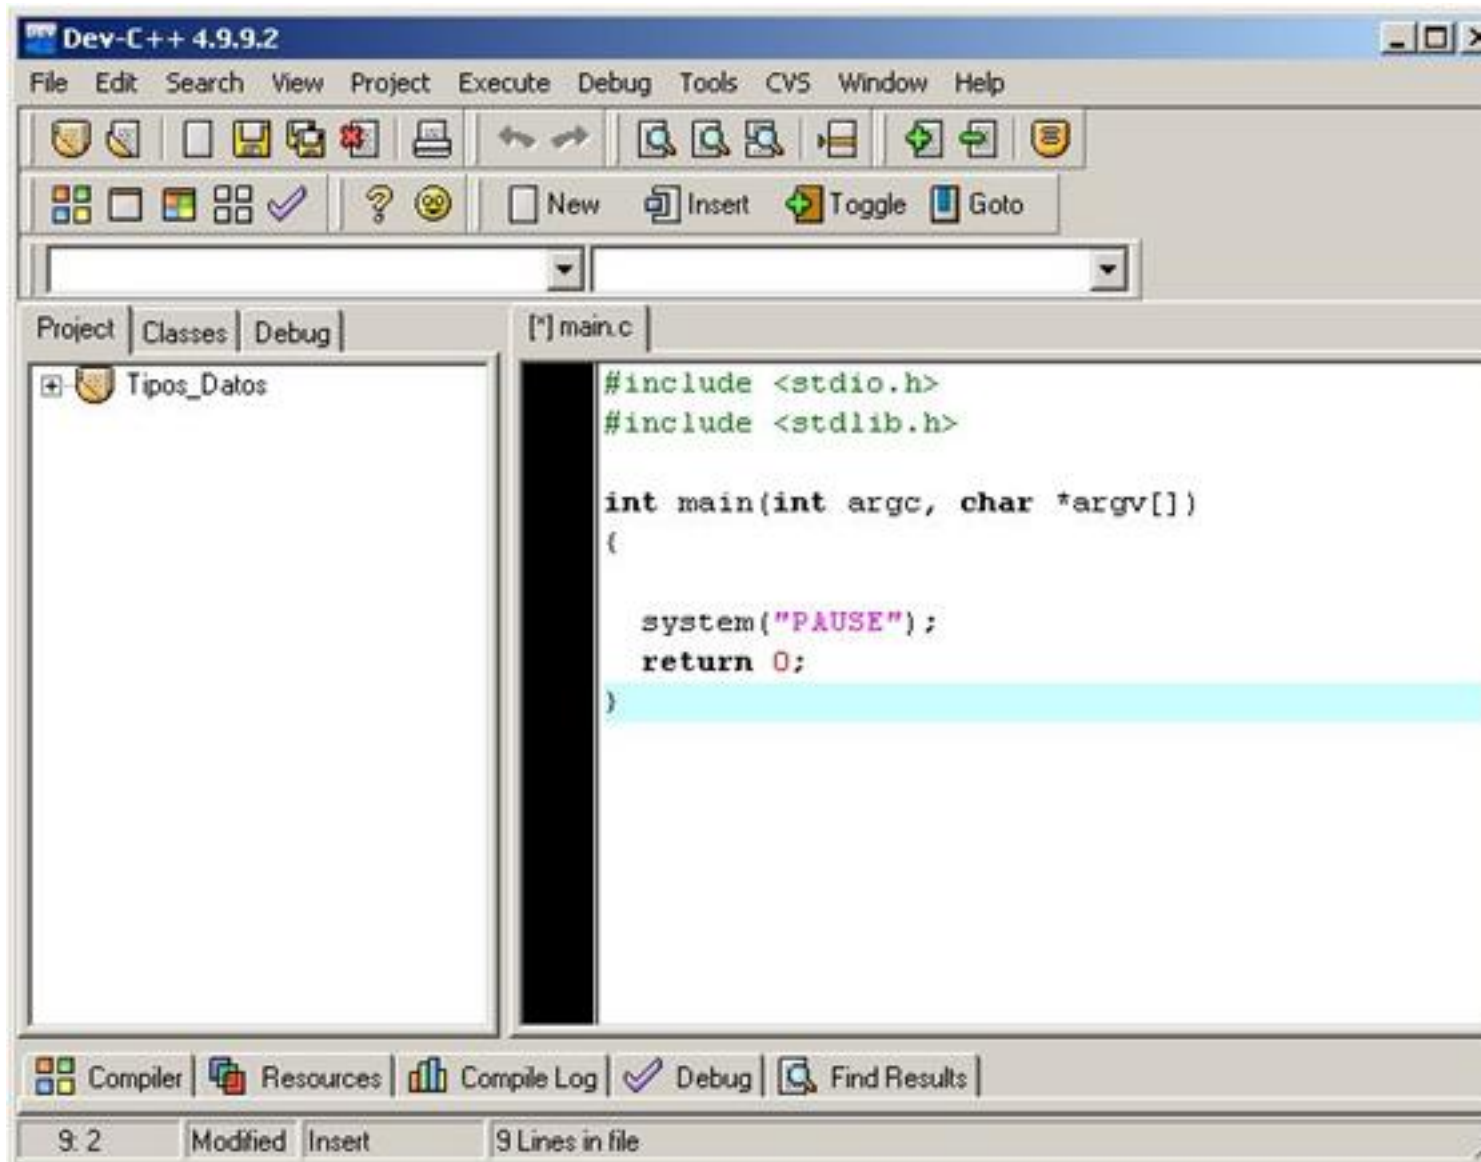 Dev-C++ 4.9.9.2
File Edit Search View Project Execute Debug Tools CVS Window Help
New Insert Toggle Goto
Project Classes Debug
[*] main.c
Tipos_Datos
#include <stdio.h>
#include <stdlib.h>
int main(int argc, char *argv[])
{
system("PAUSE");
return 0;
}
Compiler Resources Compile Log Debug Find Results
9: 2 Modified Insert 9 Lines in file